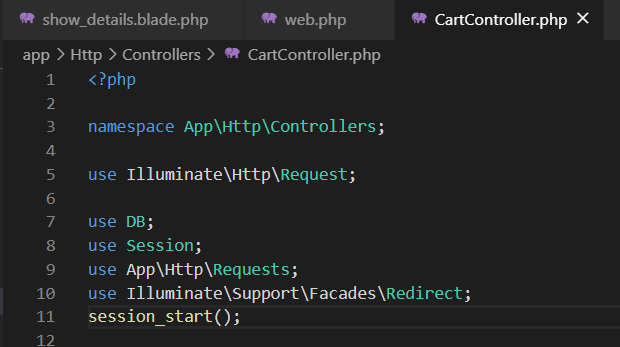 show_details.blade.php web.php CartController.php ×
app > Http > Controllers > CartController.php
1 <?php
2
3 namespace App\Http\Controllers;
4
5 use Illuminate\Http\Request;
6
7 use DB;
8 use Session;
9 use App\Http\Requests;
10 use Illuminate\Support\Facades\Redirect;
11 session_start();
12